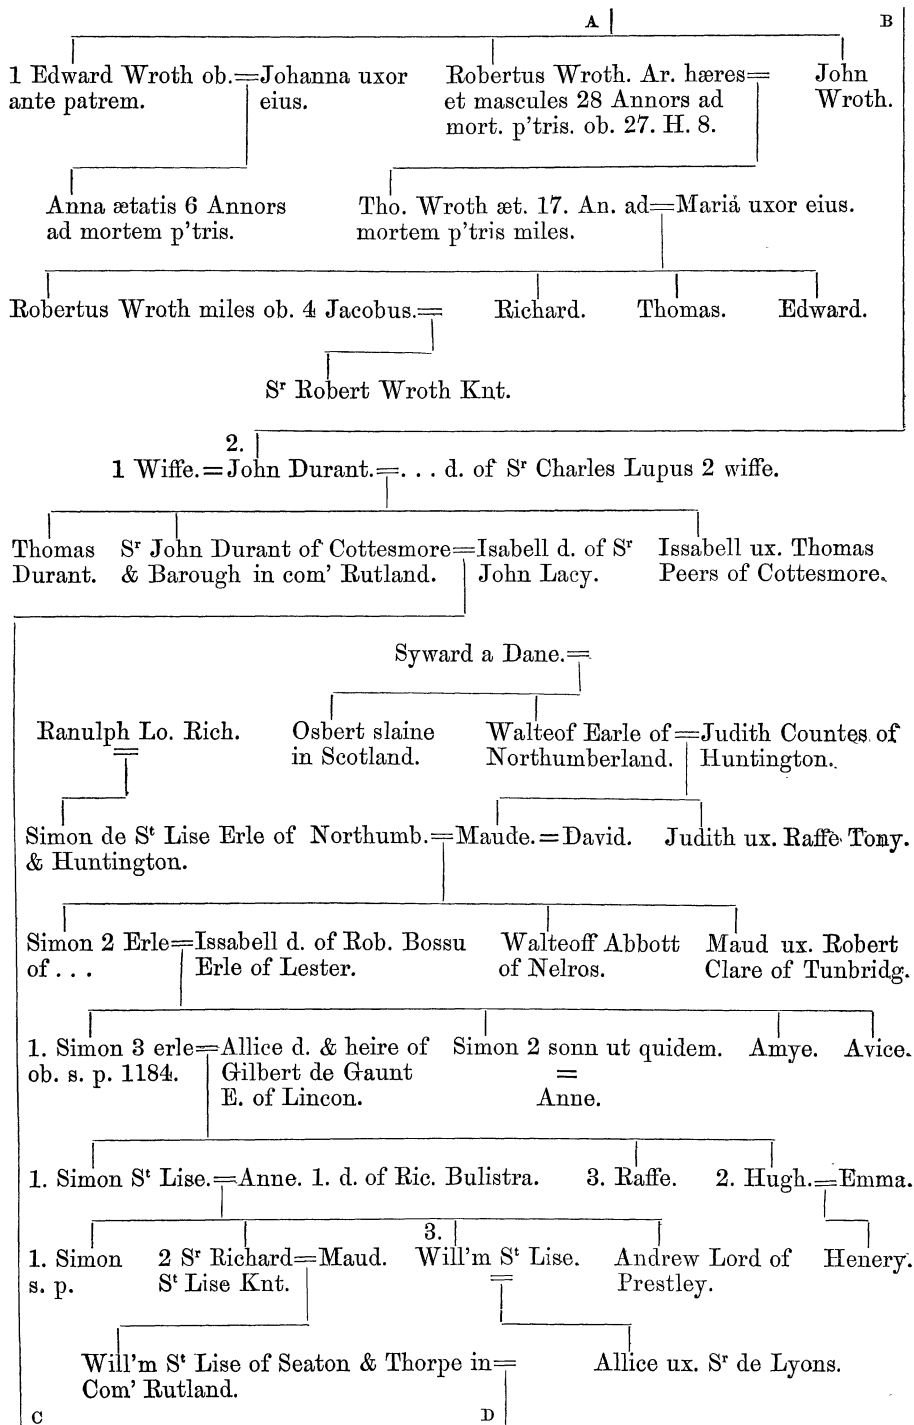 A B
1 Edward Wroth ob.=Johanna uxor Robertus Wroth. Ar. hæres= John
ante patrem. eius. et mascules 28 Annors ad Wroth.
mort. p'tris. ob. 27. H. 8.
Anna ætatis 6 Annors Tho. Wroth æt. 17. An. ad=Mariá uxor eius.
ad mortem p'tris. mortem p'tris miles.
Robertus Wroth miles ob. 4 Jacobus.= Richard. Thomas. Edward.
Sʳ Robert Wroth Knt.
2.
1 Wiffe.=John Durant.=. . . d. of Sʳ Charles Lupus 2 wiffe.
Thomas Sʳ John Durant of Cottesmore=Isabell d. of Sʳ Issabell ux. Thomas
Durant. & Barough in com' Rutland. John Lacy. Peers of Cottesmore.
Syward a Dane.=
Ranulph Lo. Rich. Osbert slaine Walteof Earle of=Judith Countes of
= in Scotland. Northumberland. Huntington.
Simon de Sᵗ Lise Erle of Northumb.=Maude.=David. Judith ux. Raffe Tony.
& Huntington.
Simon 2 Erle=Issabell d. of Rob. Bossu Walteoff Abbott Maud ux. Robert
of . . . Erle of Lester. of Nelros. Clare of Tunbridg.
1. Simon 3 erle=Allice d. & heire of Simon 2 sonn ut quidem. Amye. Avice.
ob. s. p. 1184. Gilbert de Gaunt =
E. of Lincon. Anne.
1. Simon Sᵗ Lise.=Anne. 1. d. of Ric. Bulistra. 3. Raffe. 2. Hugh.=Emma.
3.
1. Simon 2 Sʳ Richard=Maud. Will'm Sᵗ Lise. Andrew Lord of Henery.
s. p. Sᵗ Lise Knt. = Prestley.
Will'm Sᵗ Lise of Seaton & Thorpe in= Allice ux. Sʳ de Lyons.
Com' Rutland.
C D